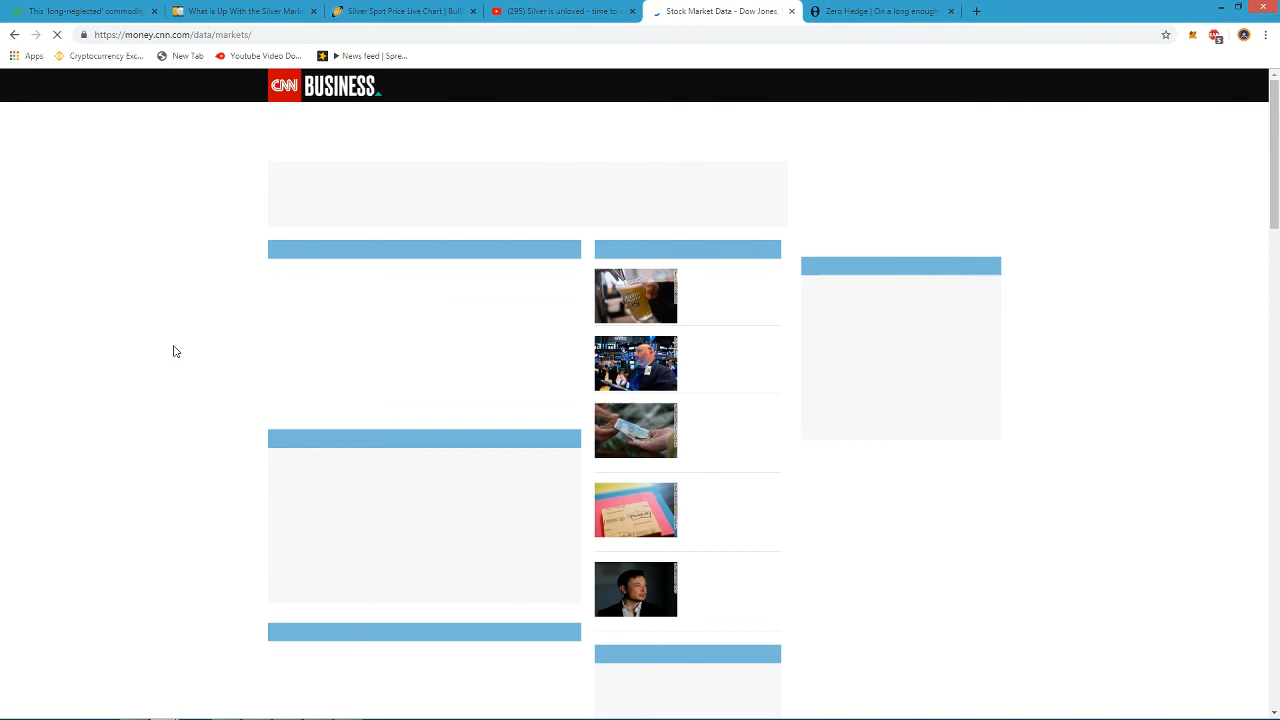 This 'long-neglected' commodity
What is Up With the Silver Mark
Silver Spot Price Live Chart | Bulli
(295) Silver is unloved - time to a
Stock Market Data - Dow Jones,
Zero Hedge | On a long enough
https://money.cnn.com/data/markets/
5
Apps
Cryptocurrency Exc...
New Tab
Youtube Video Do...
▶ News feed | Spre...
CNN BUSINESS